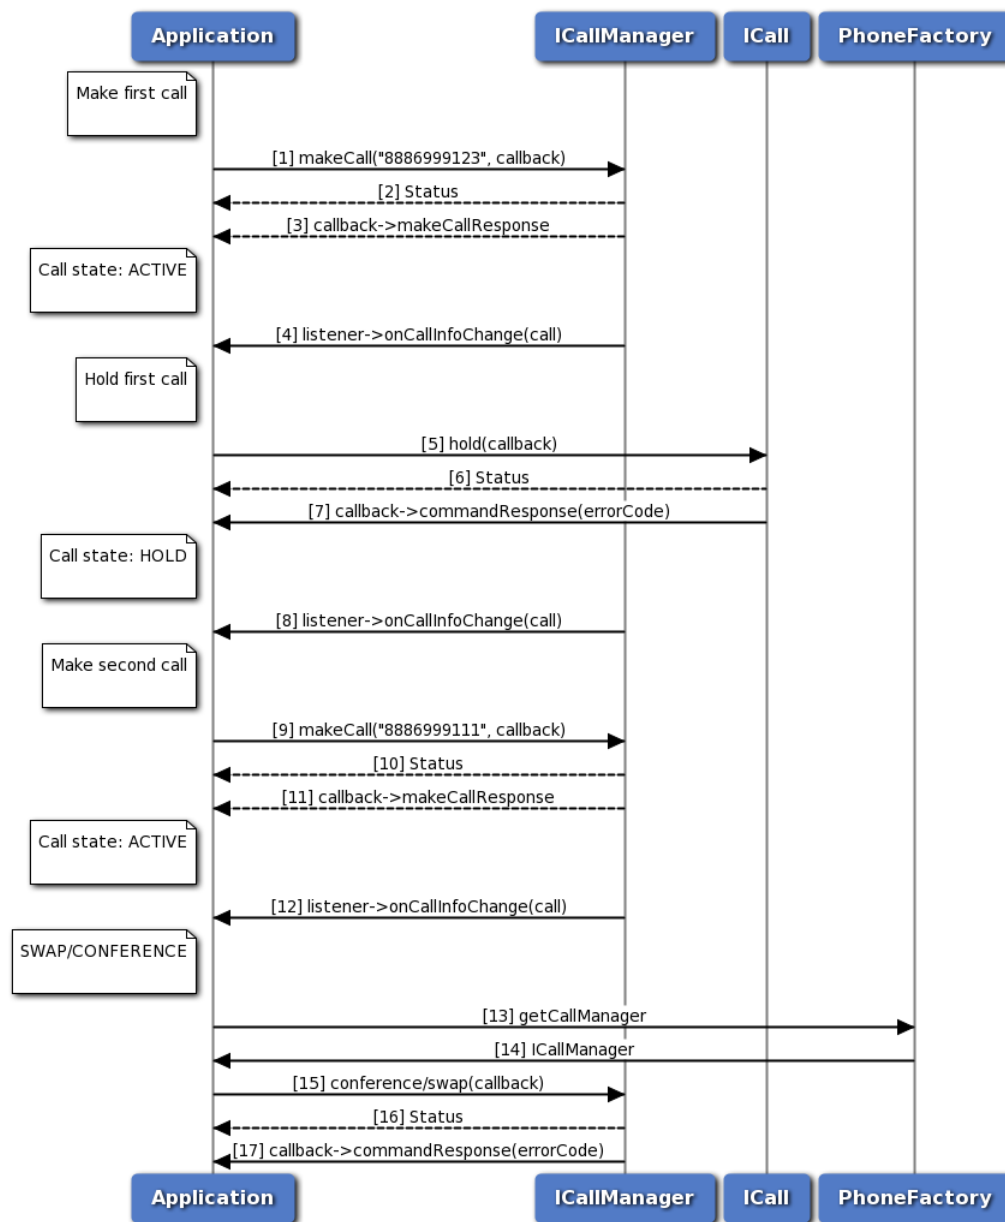 Application
ICallManager
ICall
PhoneFactory
Make first call
[1] makeCall("8886999123", callback)
[2] Status
[3] callback->makeCallResponse
Call state: ACTIVE
[4] listener->onCallInfoChange(call)
Hold first call
[5] hold(callback)
[6] Status
[7] callback->commandResponse(errorCode)
Call state: HOLD
[8] listener->onCallInfoChange(call)
Make second call
[9] makeCall("8886999111", callback)
[10] Status
[11] callback->makeCallResponse
Call state: ACTIVE
[12] listener->onCallInfoChange(call)
SWAP/CONFERENCE
[13] getCallManager
[14] ICallManager
[15] conference/swap(callback)
[16] Status
[17] callback->commandResponse(errorCode)
Application
ICallManager
ICall
PhoneFactory